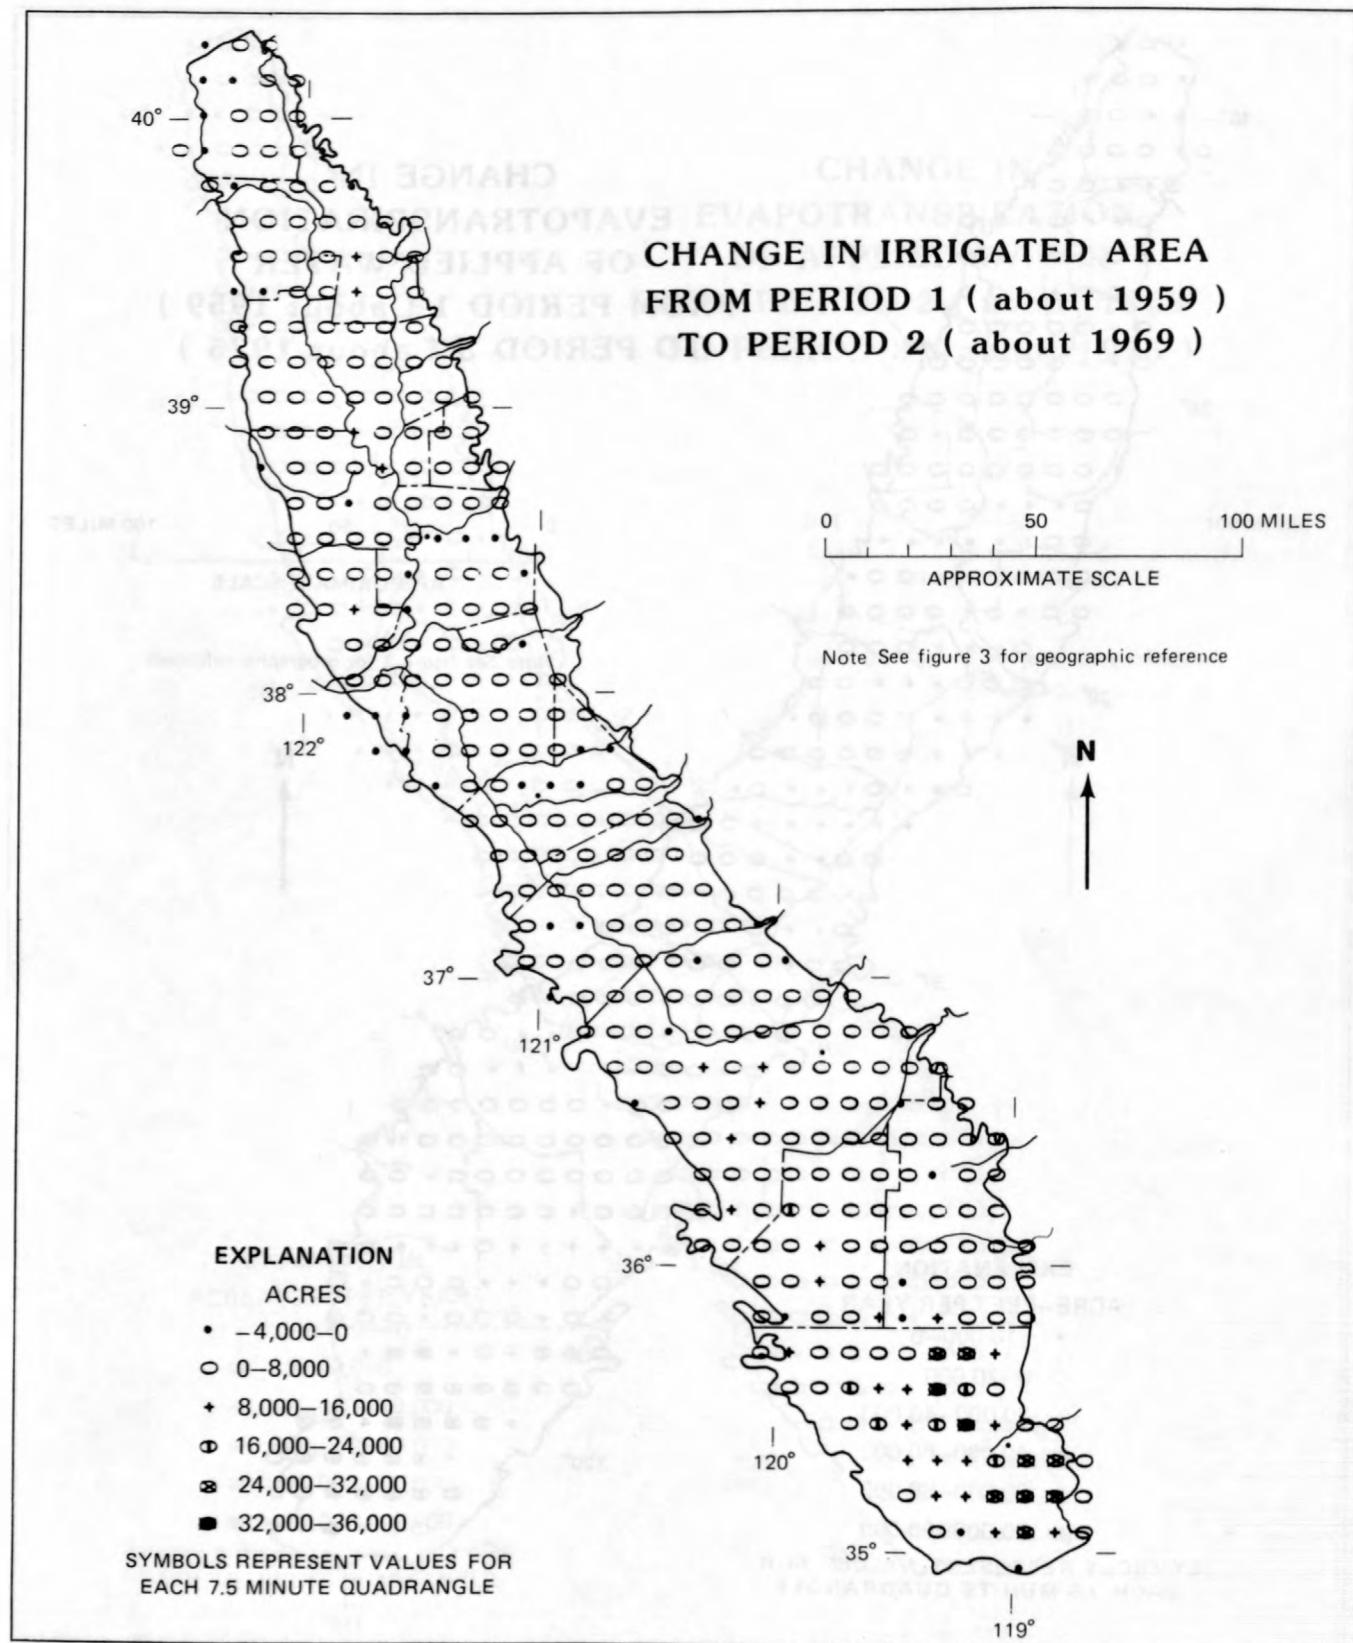 CHANGE IN IRRIGATED AREA
FROM PERIOD 1 ( about 1959 )
TO PERIOD 2 ( about 1969 )
40°
39°
0 50 100 MILES
APPROXIMATE SCALE
Note See figure 3 for geographic reference
38°
122°
N
37°
121°
36°
EXPLANATION
ACRES
−4,000–0
0–8,000
8,000–16,000
16,000–24,000
24,000–32,000
32,000–36,000
SYMBOLS REPRESENT VALUES FOR
EACH 7.5 MINUTE QUADRANGLE
120°
35°
119°